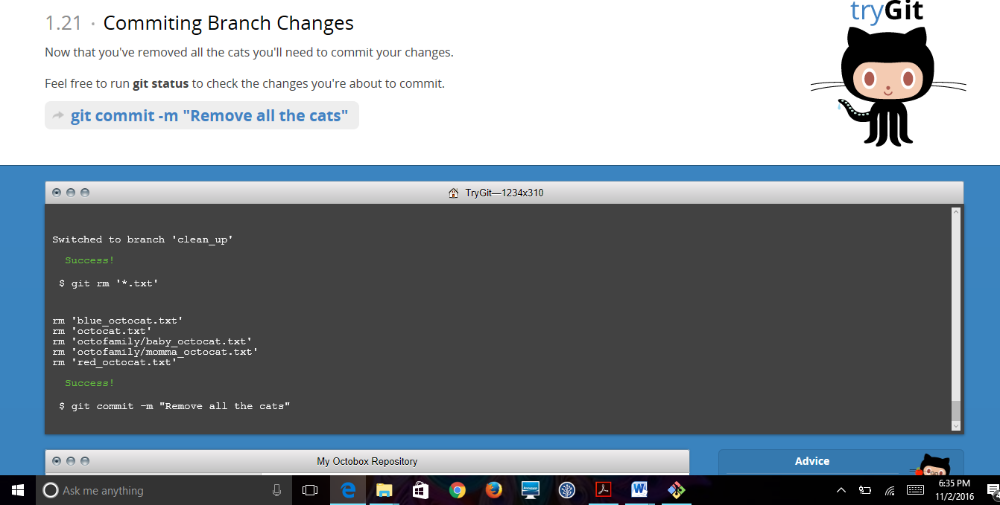 tryGit
1.21 · Commiting Branch Changes
Now that you've removed all the cats you'll need to commit your changes.
Feel free to run git status to check the changes you're about to commit.
git commit -m "Remove all the cats"
TryGit—1234x310
Switched to branch 'clean_up'
Success!
$ git rm '*.txt'
rm 'blue_octocat.txt'
rm 'octocat.txt'
rm 'octofamily/baby_octocat.txt'
rm 'octofamily/momma_octocat.txt'
rm 'red_octocat.txt'
Success!
$ git commit -m "Remove all the cats"
My Octobox Repository
Advice
Ask me anything
6:35 PM
11/2/2016